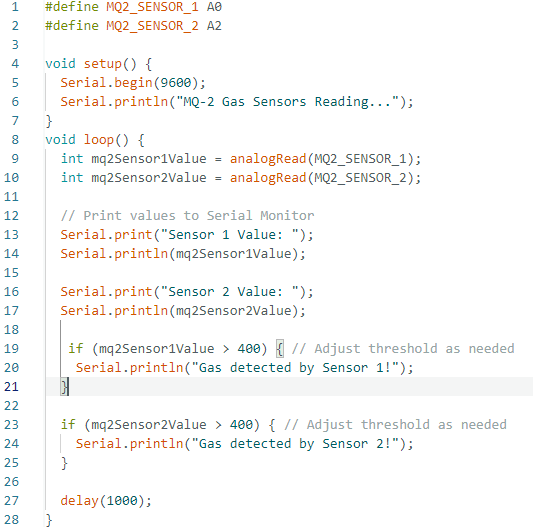 1 #define MQ2_SENSOR_1 A0
2 #define MQ2_SENSOR_2 A2
3
4 void setup() {
5   Serial.begin(9600);
6   Serial.println("MQ-2 Gas Sensors Reading...");
7 }
8 void loop() {
9   int mq2Sensor1Value = analogRead(MQ2_SENSOR_1);
10   int mq2Sensor2Value = analogRead(MQ2_SENSOR_2);
11
12   // Print values to Serial Monitor
13   Serial.print("Sensor 1 Value: ");
14   Serial.println(mq2Sensor1Value);
15
16   Serial.print("Sensor 2 Value: ");
17   Serial.println(mq2Sensor2Value);
18
19    if (mq2Sensor1Value > 400) { // Adjust threshold as needed
20     Serial.println("Gas detected by Sensor 1!");
21   }
22
23   if (mq2Sensor2Value > 400) { // Adjust threshold as needed
24     Serial.println("Gas detected by Sensor 2!");
25   }
26
27   delay(1000);
28 }